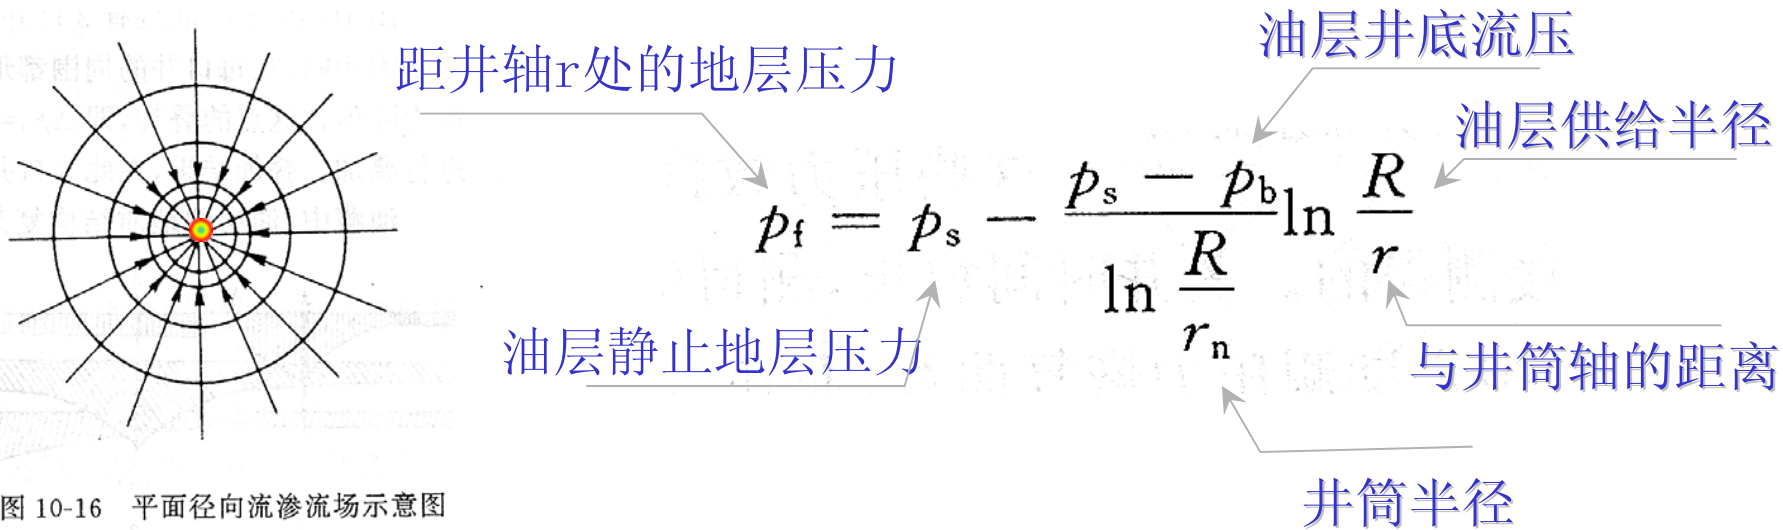 油层井底流压
距井轴r处的地层压力
油层供给半径
p_f = p_s − (p_s − p_b)/(ln R/r_n) ln R/r
油层静止地层压力
与井筒轴的距离
井筒半径
图 10-16 平面径向流渗流场示意图